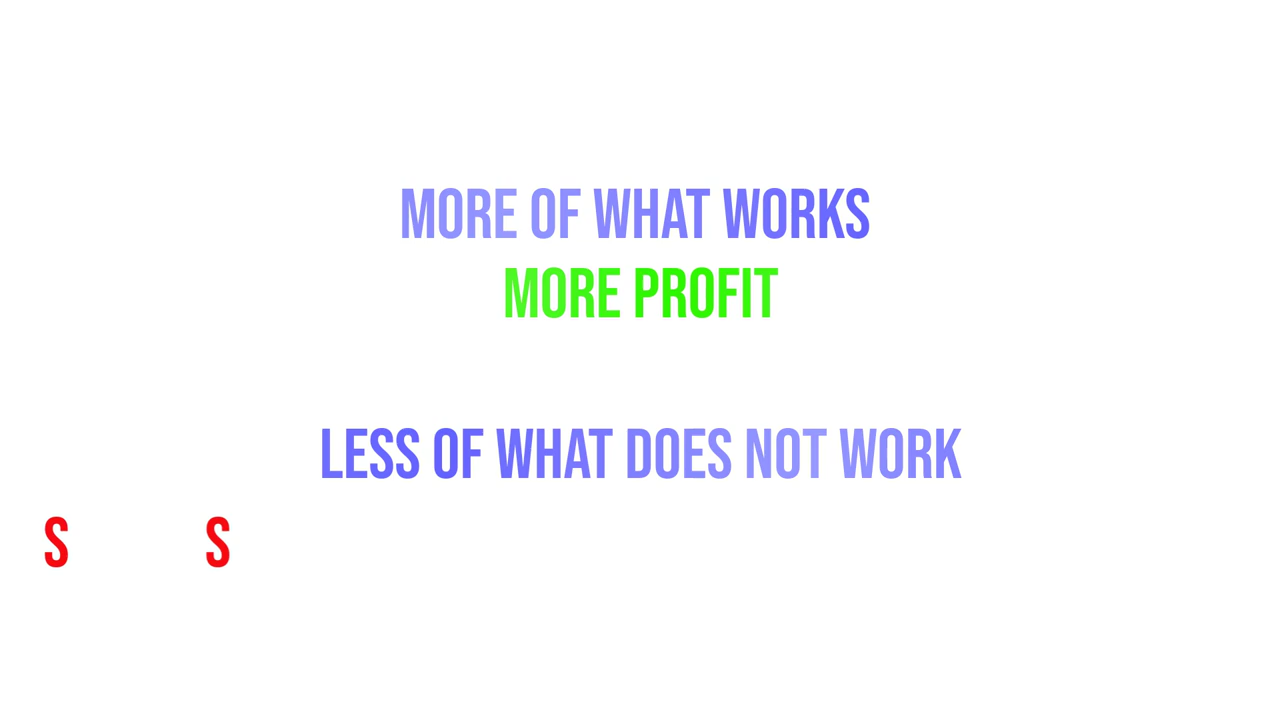 MORE OF WHAT WORKS
MORE PROFIT
LESS OF WHAT DOES NOT WORK
S S